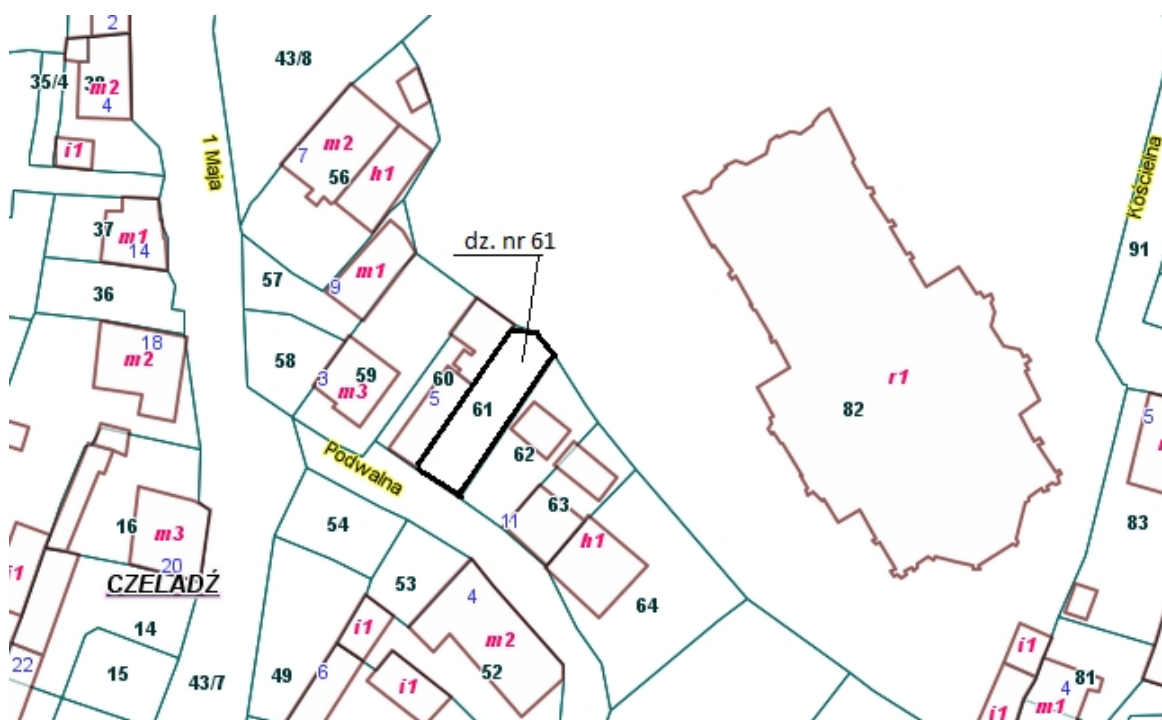 2
43/8
35/4
m2
4
1 Maja
i1
m2
7
56
h1
Kościelna
37
m1
14
dz. nr 61
91
9
m1
57
36
18
m2
58
3
59
m3
60
5
61
r1
82
5
62
Podwalna
63
11
h1
16
m3
20
54
83
i1
CZELADŹ
53
4
64
14
i1
m2
i1
15
43/7
49
6
52
i1
22
81
4
m1
i1